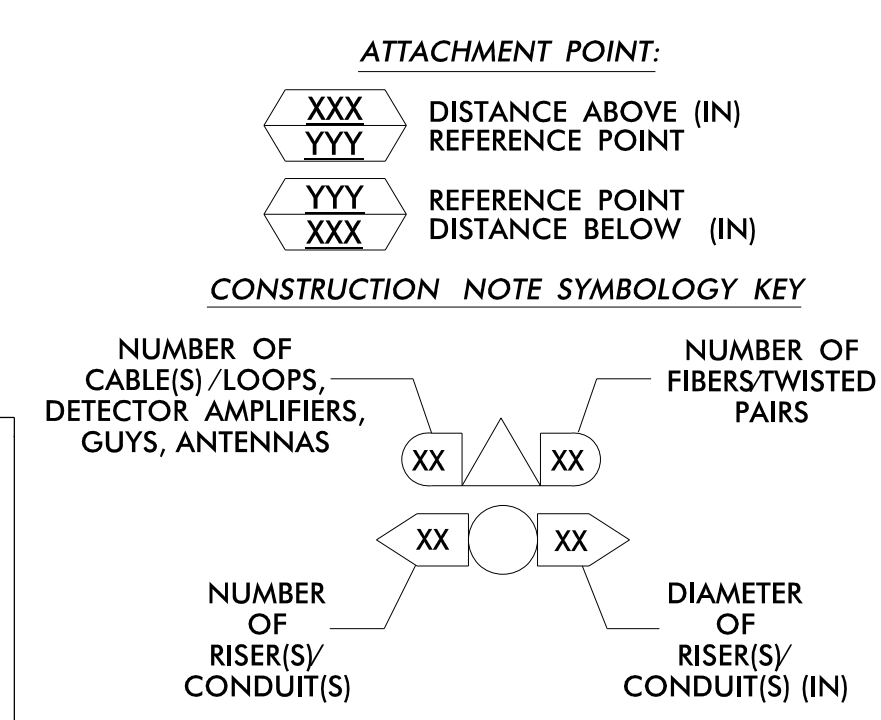 ATTACHMENT POINT:
XXX
YYY
DISTANCE ABOVE (IN)
REFERENCE POINT
YYY
XXX
REFERENCE POINT
DISTANCE BELOW (IN)
CONSTRUCTION NOTE SYMBOLOGY KEY
NUMBER OF
CABLE(S)/LOOPS,
DETECTOR AMPLIFIERS,
GUYS, ANTENNAS
NUMBER OF
FIBERS/TWISTED
PAIRS
XX
XX
XX
XX
NUMBER
OF
RISER(S)/
CONDUIT(S)
DIAMETER
OF
RISER(S)/
CONDUIT(S) (IN)